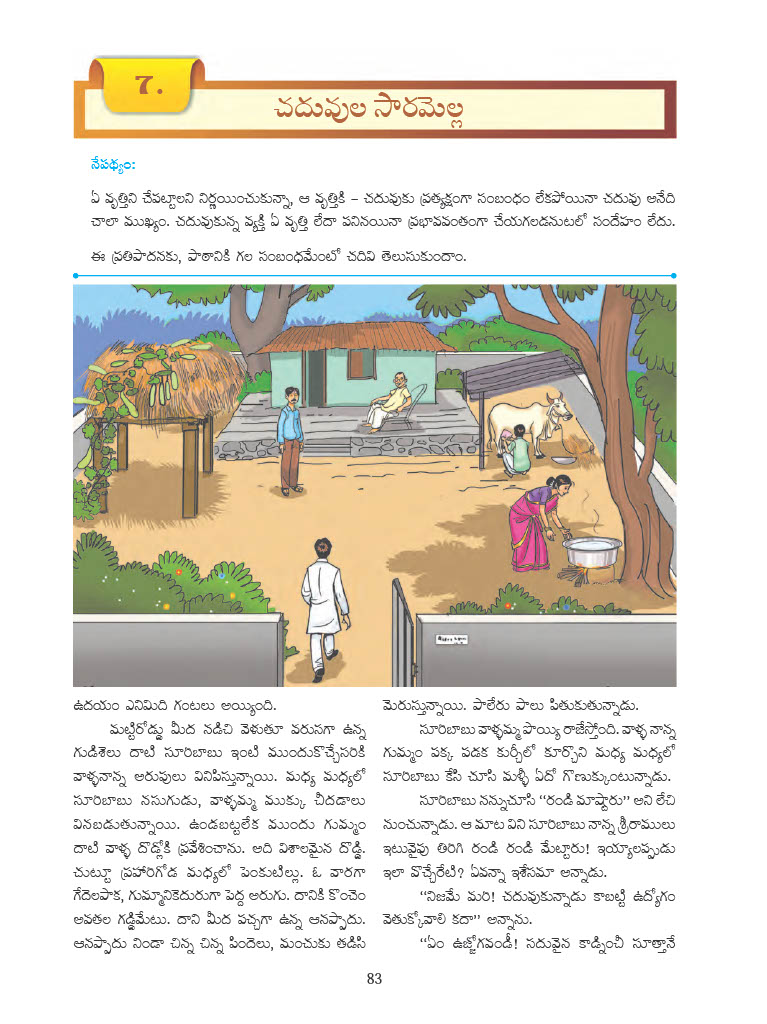 7.
చదువుల సారమెల్ల
నేపథ్యం:
ఏ వృత్తిని చేపట్టాలని నిర్ణయించుకున్నా, ఆ వృత్తికి – చదువుకు ప్రత్యక్షంగా సంబంధం లేకపోయినా చదువు అనేది
చాలా ముఖ్యం. చదువుకున్న వ్యక్తి ఏ వృత్తి లేదా పనినయినా ప్రభావవంతంగా చేయగలడనుటలో సందేహం లేదు.
ఈ ప్రతిపాదనకు, పాఠానికి గల సంబంధమేంటో చదివి తెలుసుకుందాం.
ఉదయం ఎనిమిది గంటలు అయ్యింది.
మట్టిరోడ్డు మీద నడిచి వెళుతూ వరుసగా ఉన్న
గుడిశెలు దాటి సూరిబాబు ఇంటి ముందుకొచ్చేసరికి
వాళ్ళనాన్న అరుపులు వినిపిస్తున్నాయి. మధ్య మధ్యలో
సూరిబాబు నసుగుడు, వాళ్ళమ్మ ముక్కు చీదడాలు
వినబడుతున్నాయి. ఉండబట్టలేక ముందు గుమ్మం
దాటి వాళ్ళ దొడ్లోకి ప్రవేశించాను. అది విశాలమైన దొడ్డి.
చుట్టూ ప్రహారిగోడ మధ్యలో పెంకుటిల్లు. ఓ వారగా
గేదెలపాక, గుమ్మానికెదురుగా పెద్ద అరుగు. దానికి కొంచెం
అవతల గడ్డిమేటు. దాని మీద పచ్చగా ఉన్న ఆనప్పాదు.
ఆనప్పాదు నిండా చిన్న చిన్న పిందెలు, మంచుకు తడిసి
మెరుస్తున్నాయి. పాలేరు పాలు పితుకుతున్నాడు.
సూరిబాబు వాళ్ళమ్మ పొయ్యి రాజేస్తోంది. వాళ్ళ నాన్న
గుమ్మం పక్క పడక కుర్చీలో కూర్చొని మధ్య మధ్యలో
సూరిబాబు కేసి చూసి మళ్ళీ ఏదో గొణుక్కుంటున్నాడు.
సూరిబాబు నన్నుచూసి “రండి మాష్టారు” అని లేచి
నుంచున్నాడు. ఆ మాట విని సూరిబాబు నాన్న శ్రీరాములు
ఇటువైపు తిరిగి రండి రండి మేట్టారు! ఇయ్యాలప్పుడు
ఇలా వొచ్చేరేటి? ఏవన్నా ఇశేసమా అన్నాడు.
“నిజమే మరి! చదువుకున్నాడు కాబట్టి ఉద్యోగం
వెతుక్కోవాలి కదా” అన్నాను.
“ఏం ఉజ్జోగవండీ! సదువైన కాడ్నించీ సూత్తానే
83